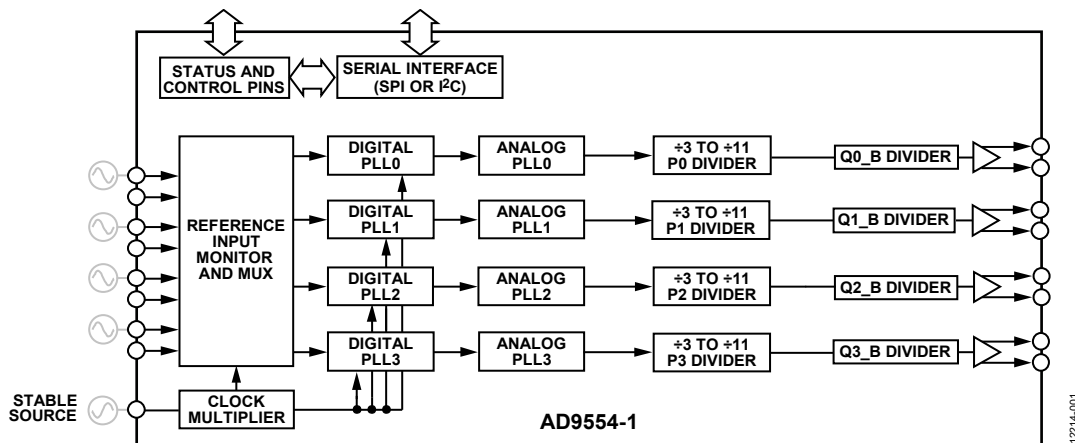 STATUS AND
CONTROL PINS
SERIAL INTERFACE
(SPI OR I²C)
REFERENCE
INPUT
MONITOR
AND MUX
DIGITAL
PLL0
ANALOG
PLL0
÷3 TO ÷11
P0 DIVIDER
Q0_B DIVIDER
DIGITAL
PLL1
ANALOG
PLL1
÷3 TO ÷11
P1 DIVIDER
Q1_B DIVIDER
DIGITAL
PLL2
ANALOG
PLL2
÷3 TO ÷11
P2 DIVIDER
Q2_B DIVIDER
DIGITAL
PLL3
ANALOG
PLL3
÷3 TO ÷11
P3 DIVIDER
Q3_B DIVIDER
STABLE
SOURCE
CLOCK
MULTIPLIER
AD9554-1
12214-001